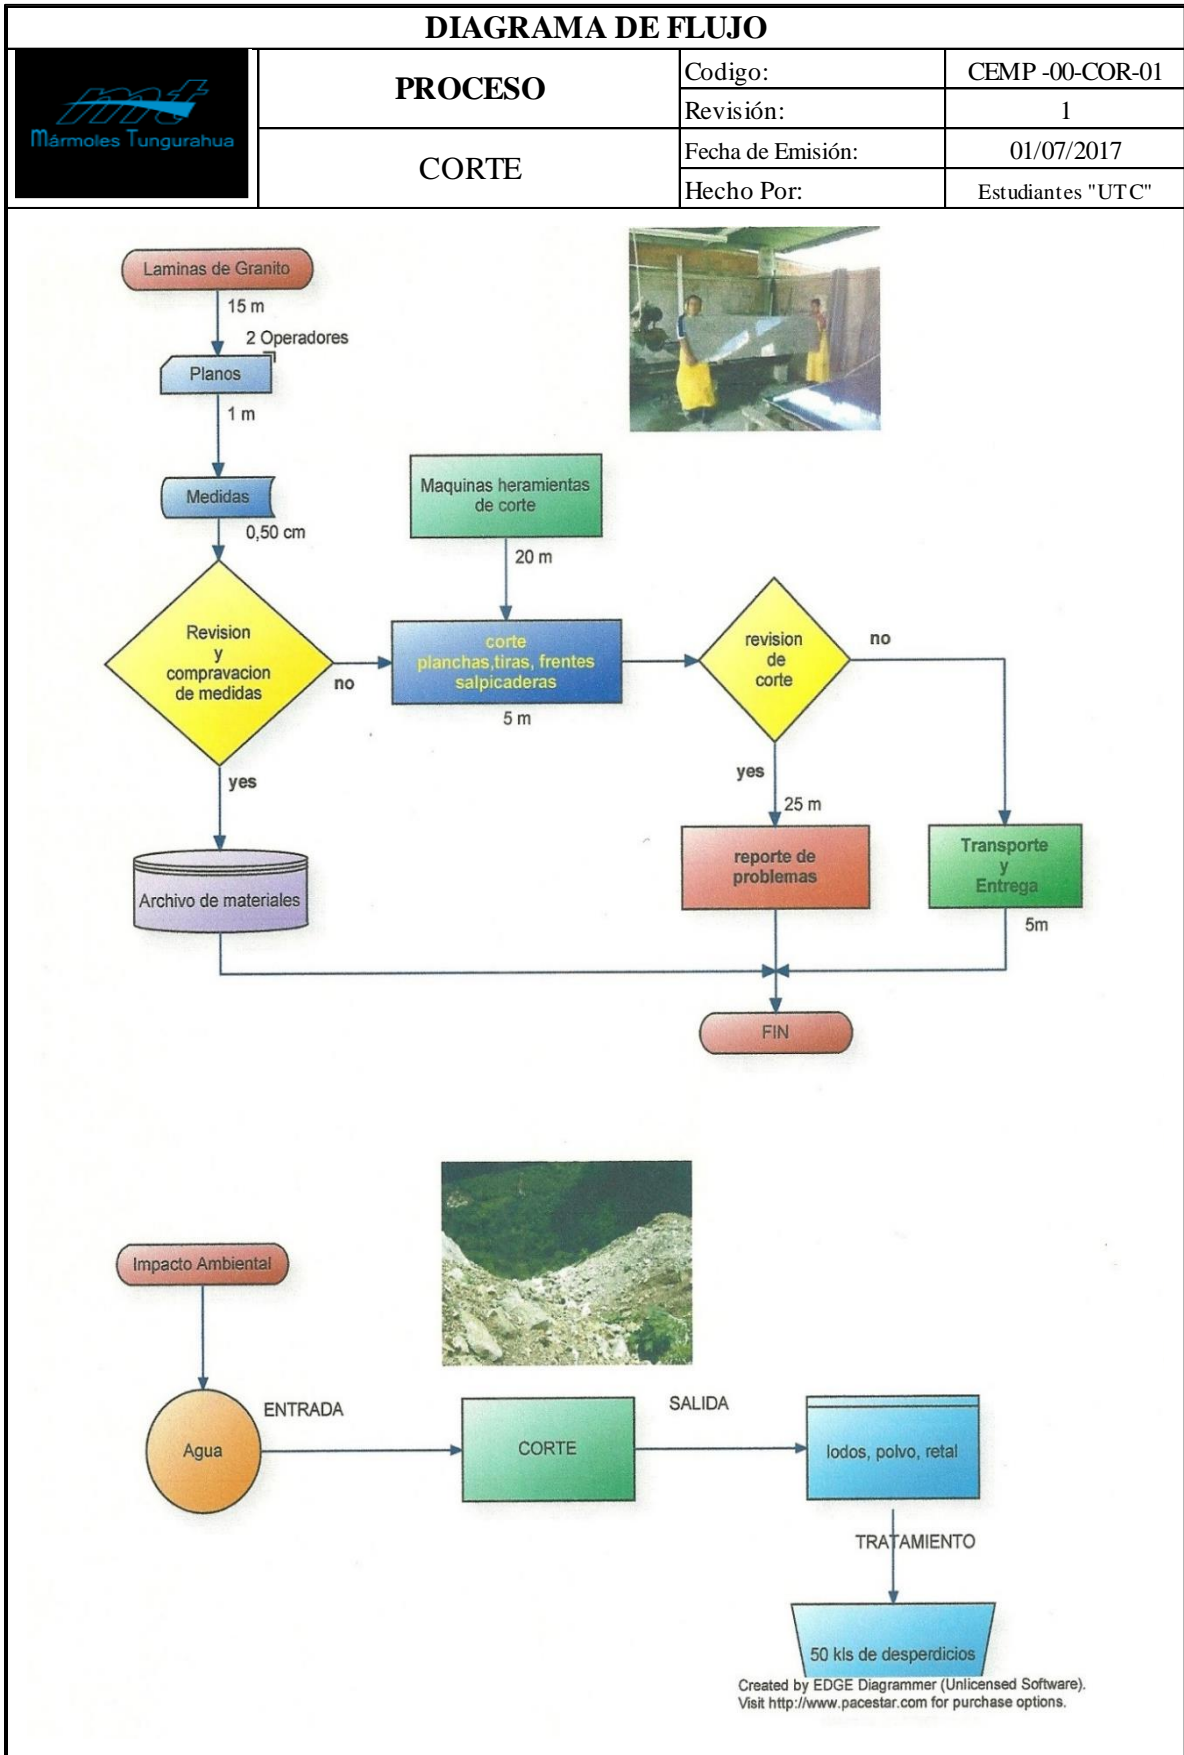 DIAGRAMA DE FLUJO
mt
Mármoles Tungurahua
PROCESO
CORTE
Codigo:
CEMP -00-COR-01
Revisión:
1
Fecha de Emisión:
01/07/2017
Hecho Por:
Estudiantes "UTC"
Laminas de Granito
15 m
2 Operadores
Planos
1 m
Medidas
0,50 cm
Maquinas heramientas
de corte
20 m
Revision
y
compravacion
de medidas
no
corte
planchas,tiras, frentes
salpicaderas
5 m
revision
de
corte
no
yes
yes
25 m
Archivo de materiales
reporte de
problemas
Transporte
y
Entrega
5m
FIN
Impacto Ambiental
Agua
ENTRADA
CORTE
SALIDA
lodos, polvo, retal
TRATAMIENTO
50 kls de desperdicios
Created by EDGE Diagrammer (Unlicensed Software).
Visit http://www.pacestar.com for purchase options.